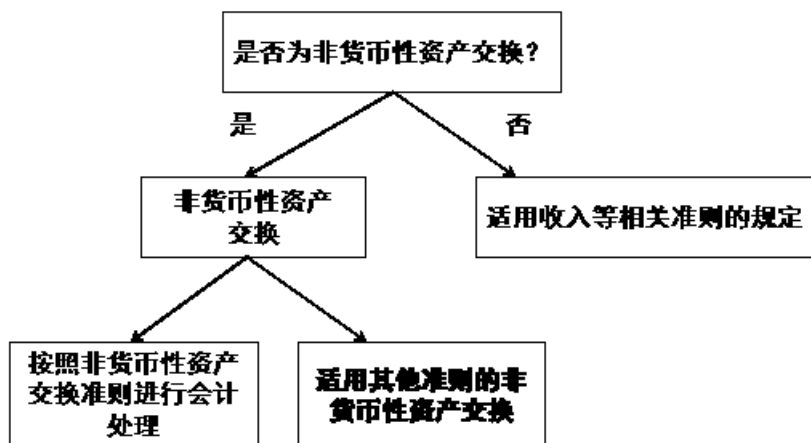 是否为非货币性资产交换?
是
否
非货币性资产
交换
适用收入等相关准则的规定
按照非货币性资产
交换准则进行会计
处理
适用其他准则的非
货币性资产交换